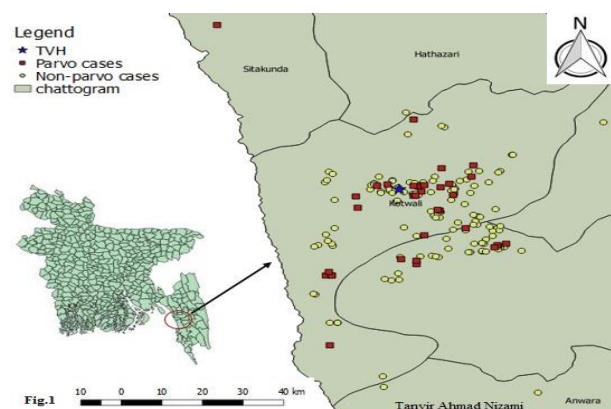 Legend
TVH
Parvo cases
Non-parvo cases
chattogram
N
Hathazari
Sitakunda
Kotwali
Anwara
Fig.1
10 0 10 20 30 40 km
Tanvir Ahmad Nizami